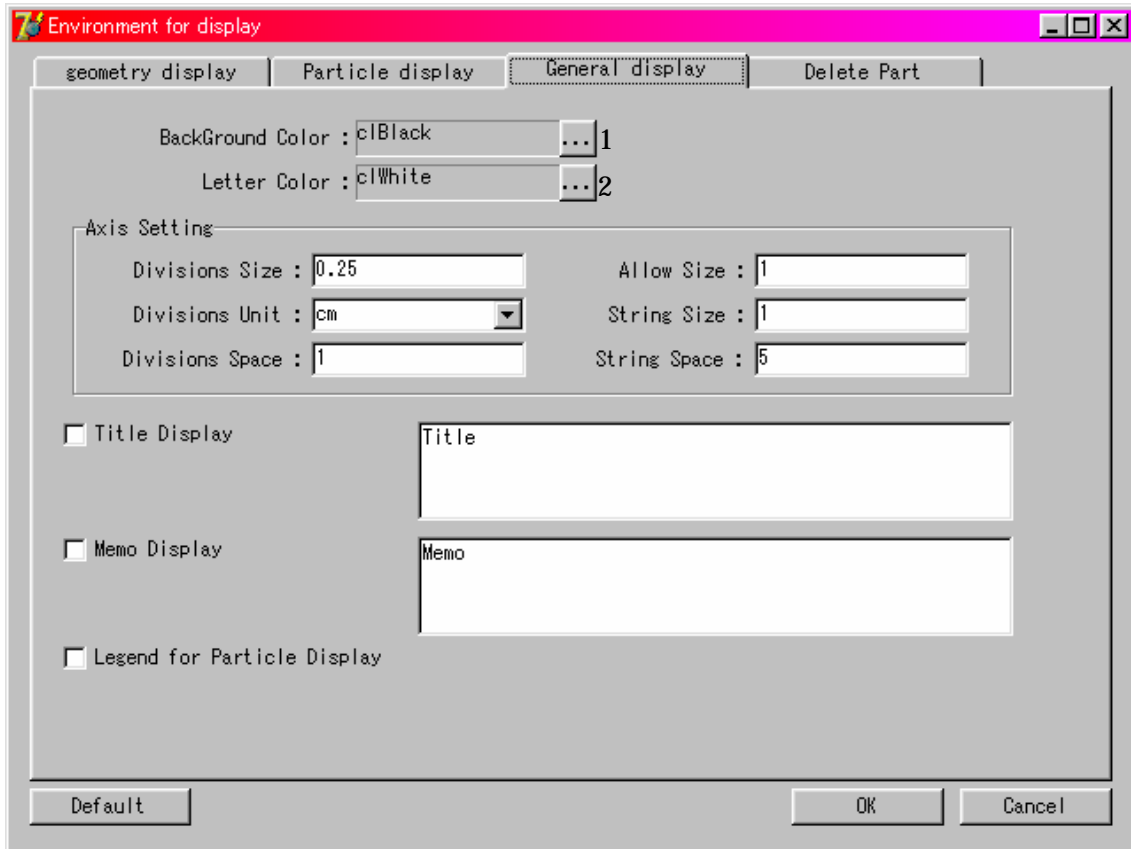 Environment for display
geometry display Particle display General display Delete Part
BackGround Color : clBlack ... 1
Letter Color : clWhite ... 2
Axis Setting
Divisions Size : 0.25 Allow Size : 1
Divisions Unit : cm String Size : 1
Divisions Space : 1 String Space : 5
Title Display Title
Memo Display Memo
Legend for Particle Display
Default OK Cancel